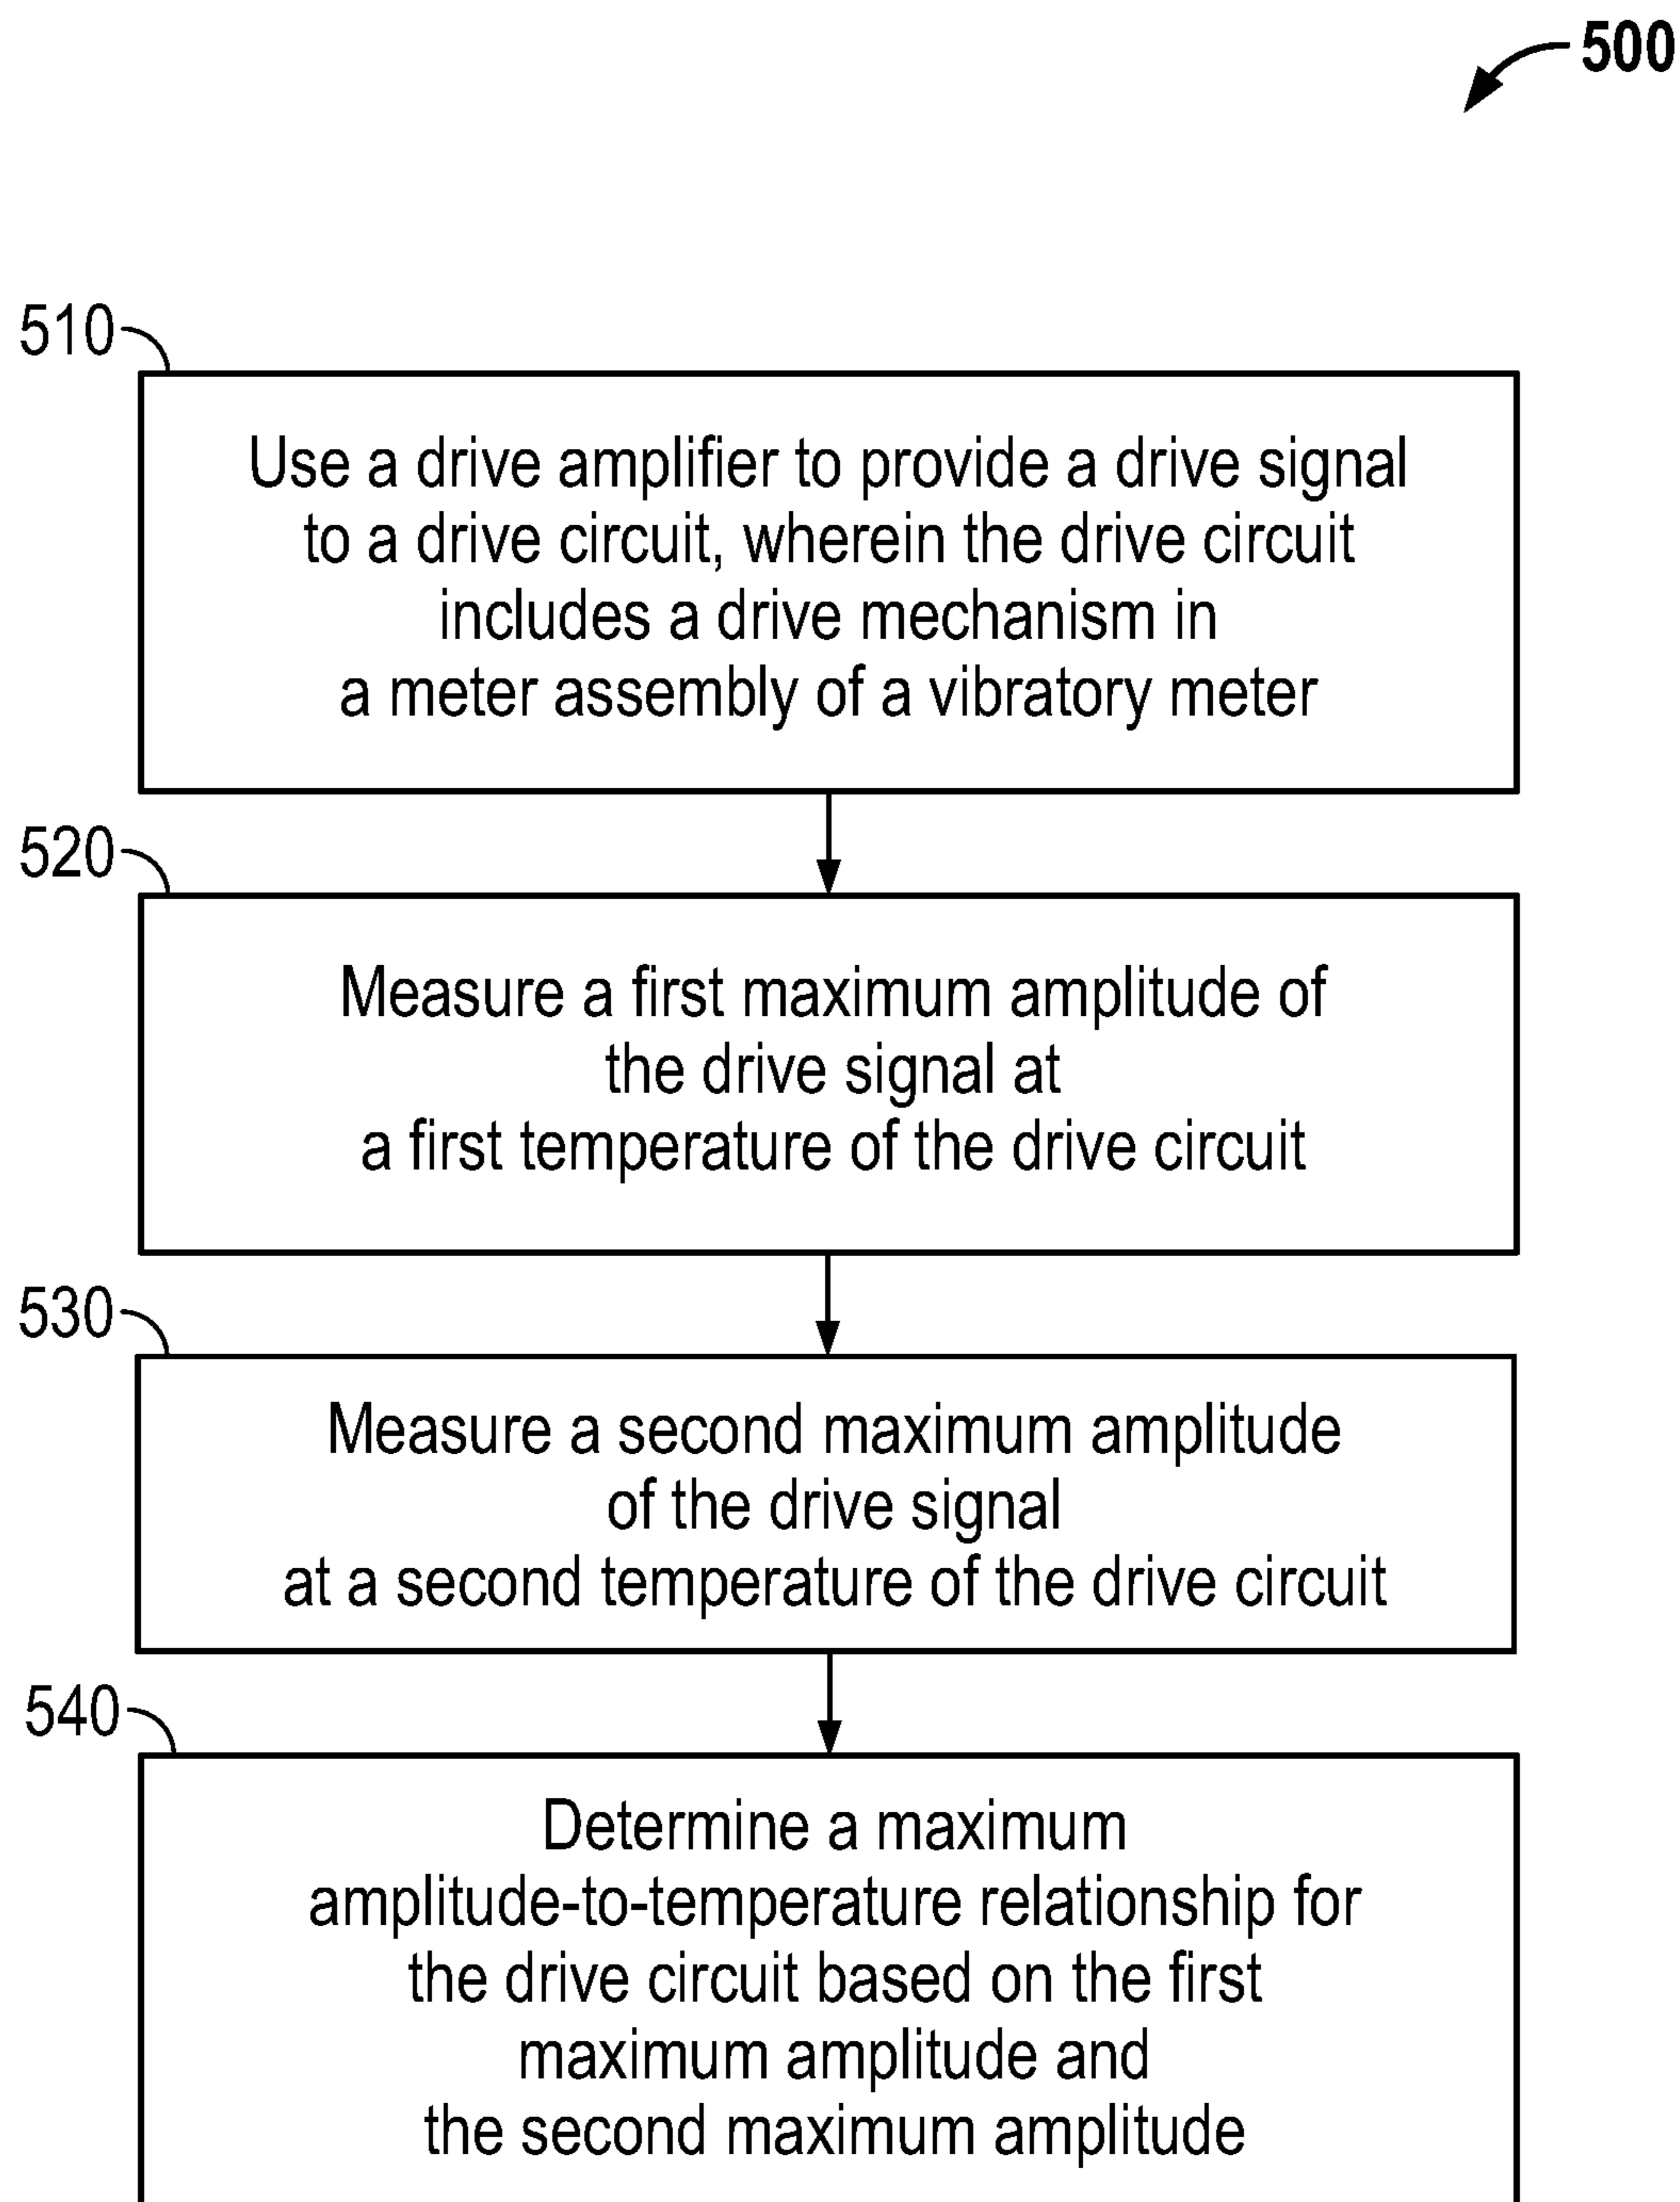 500
510
Use a drive amplifier to provide a drive signal
to a drive circuit, wherein the drive circuit
includes a drive mechanism in
a meter assembly of a vibratory meter
520
Measure a first maximum amplitude of
the drive signal at
a first temperature of the drive circuit
530
Measure a second maximum amplitude
of the drive signal
at a second temperature of the drive circuit
540
Determine a maximum
amplitude-to-temperature relationship for
the drive circuit based on the first
maximum amplitude and
the second maximum amplitude